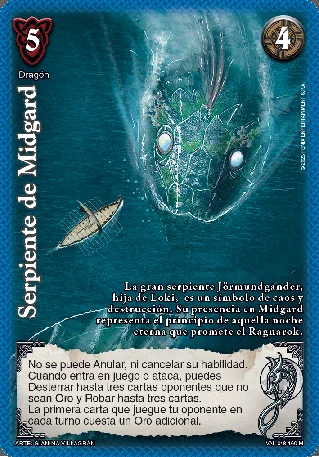 5
4
Dragón
Serpiente de Midgard
La gran serpiente Jörmundgander,
hija de Loki, es un símbolo de caos y
destrucción. Su presencia en Midgard
representa el principio de aquella noche
eterna que promete el Ragnarok.
No se puede Anular, ni cancelar su habilidad.
Cuando entra en juego o ataca, puedes
Desterrar hasta tres cartas oponentes que no
sean Oro y Robar hasta tres cartas.
La primera carta que juegue tu oponente en
cada turno cuesta un Oro adicional.